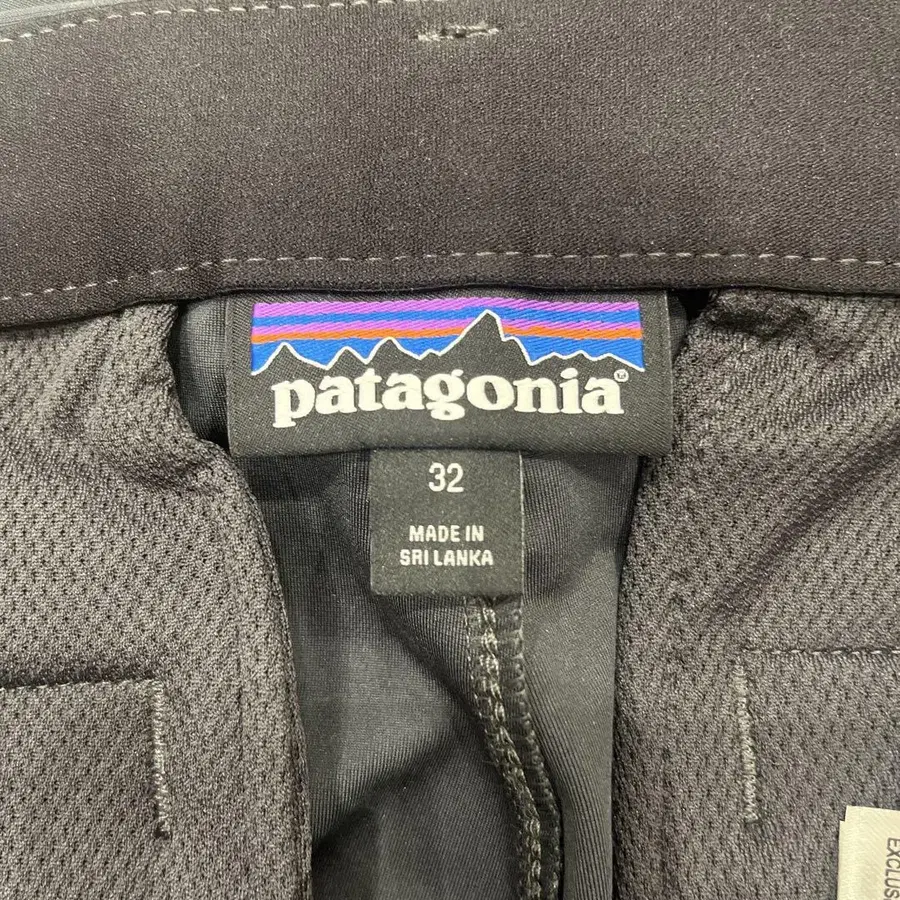 patagonia®
32
MADE IN
SRI LANKA